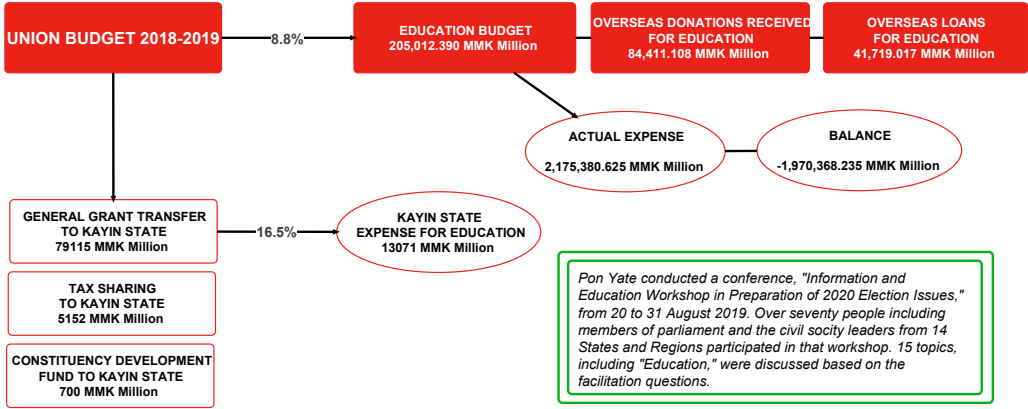 UNION BUDGET 2018-2019
8.8%
EDUCATION BUDGET
205,012.390 MMK Million
OVERSEAS DONATIONS RECEIVED
FOR EDUCATION
84,411.108 MMK Million
OVERSEAS LOANS
FOR EDUCATION
41,719.017 MMK Million
ACTUAL EXPENSE
2,175,380.625 MMK Million
BALANCE
-1,970,368.235 MMK Million
GENERAL GRANT TRANSFER
TO KAYIN STATE
79115 MMK Million
16.5%
KAYIN STATE
EXPENSE FOR EDUCATION
13071 MMK Million
TAX SHARING
TO KAYIN STATE
5152 MMK Million
CONSTITUENCY DEVELOPMENT
FUND TO KAYIN STATE
700 MMK Million
Pon Yate conducted a conference, "Information and
Education Workshop in Preparation of 2020 Election Issues,"
from 20 to 31 August 2019. Over seventy people including
members of parliament and the civil socity leaders from 14
States and Regions participated in that workshop. 15 topics,
including "Education," were discussed based on the
facilitation questions.